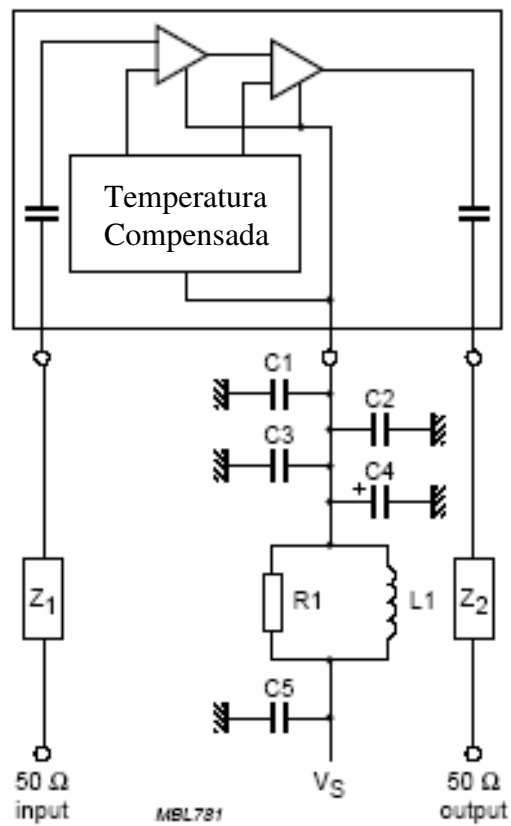 Temperatura
Compensada
C1
C2
C3
C4
+
Z1
R1
L1
Z2
C5
50 Ω
input
VS
50 Ω
output
MBL781